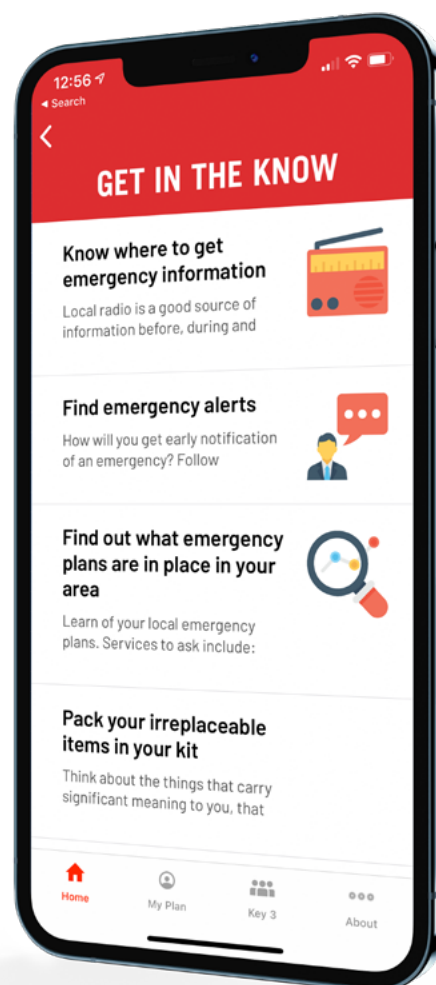 12:56
Search
GET IN THE KNOW
Know where to get
emergency information
Local radio is a good source of
information before, during and
Find emergency alerts
How will you get early notification
of an emergency? Follow
Find out what emergency
plans are in place in your
area
Learn of your local emergency
plans. Services to ask include:
Pack your irreplaceable
items in your kit
Think about the things that carry
significant meaning to you, that
Home
My Plan
Key 3
About